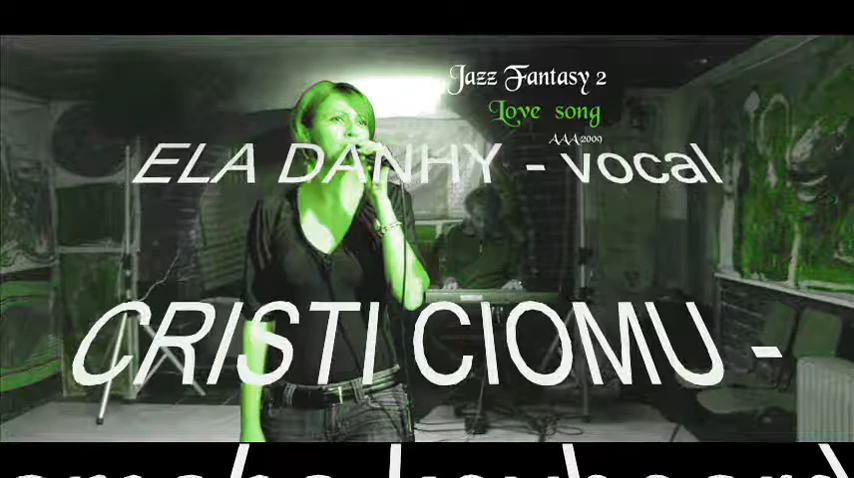 Jazz Fantasy 2
Love song
AAA2009
ELA DANHY - vocal
CRISTI CIOMU -